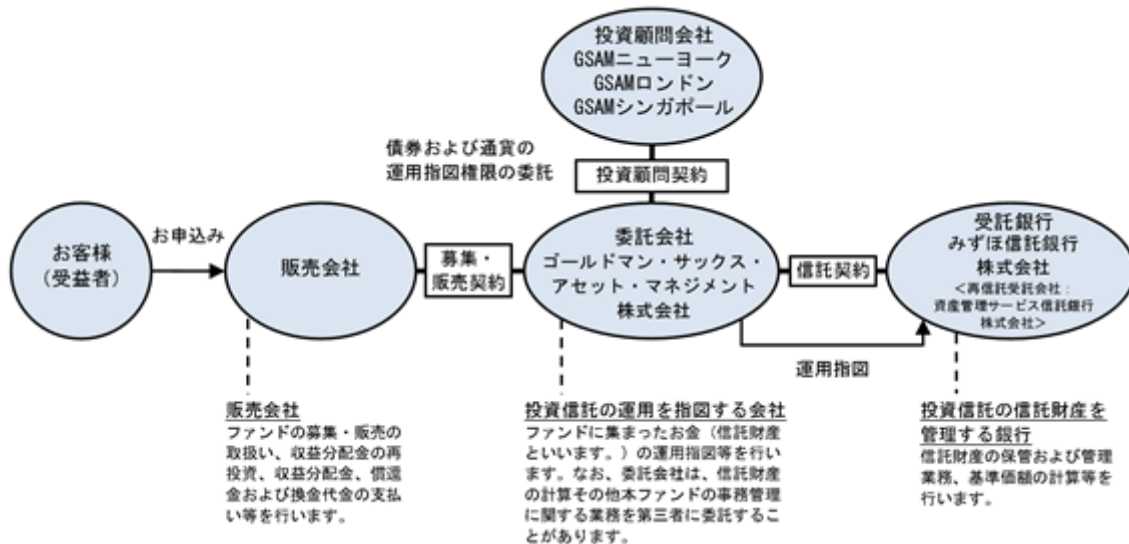 投資顧問会社
GSAMニューヨーク
GSAMロンドン
GSAMシンガポール
債券および通貨の
運用指図権限の委託
投資顧問契約
お客様
(受益者)
お申込み
販売会社
募集・
販売契約
委託会社
ゴールドマン・サックス・
アセット・マネジメント
株式会社
信託契約
受託銀行
みずほ信託銀行
株式会社
<再信託受託会社:
資産管理サービス信託銀行
株式会社>
運用指図
販売会社
ファンドの募集・販売の
取扱い、収益分配金の再
投資、収益分配金、償還
金および換金代金の支払
い等を行います。
投資信託の運用を指図する会社
ファンドに集まったお金(信託財産
といいます。)の運用指図等を行い
ます。なお、委託会社は、信託財産
の計算その他本ファンドの事務管理
に関する業務を第三者に委託するこ
とがあります。
投資信託の信託財産を
管理する銀行
信託財産の保管および管理
業務、基準価額の計算等を
行います。